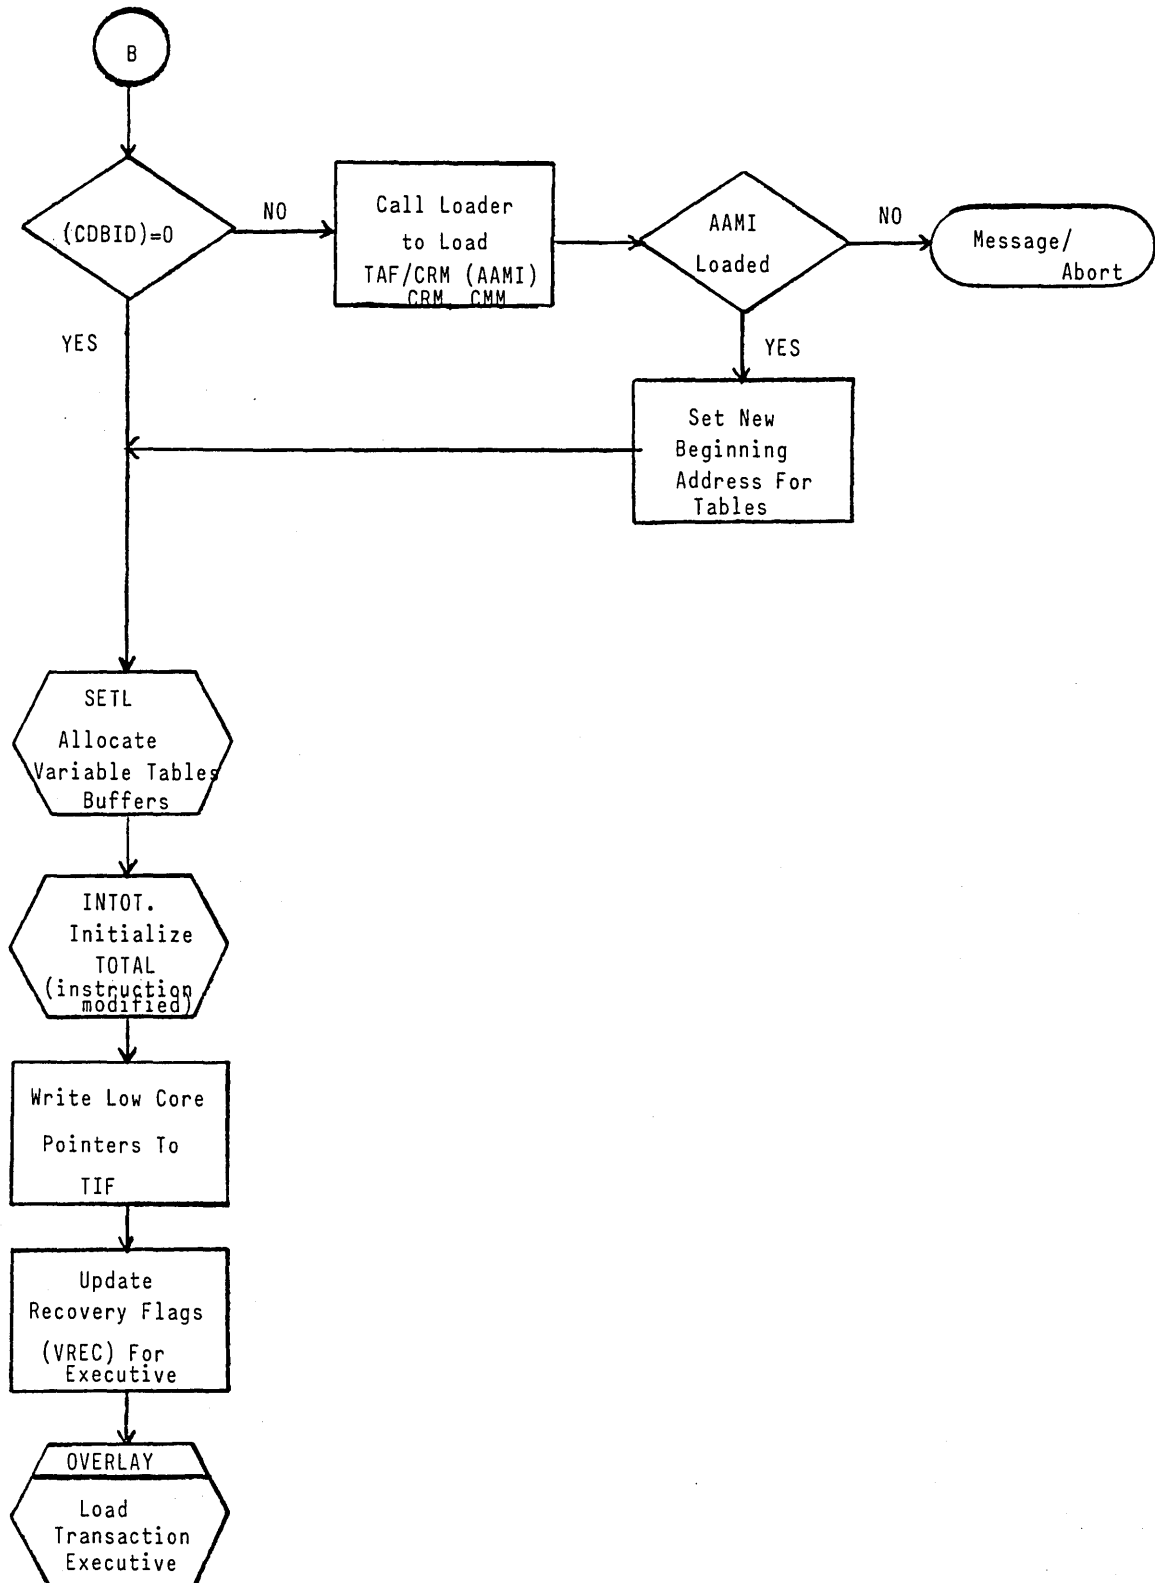 B
(CDBID)=0
NO
YES
Call Loader
to Load
TAF/CRM (AAMI)
CRM, CMM
AAMI
Loaded
NO
Message/
Abort
YES
Set New
Beginning
Address For
Tables
SETL
Allocate
Variable Tables
Buffers
INTOT.
Initialize
TOTAL
(instruction
modified)
Write Low Core
Pointers To
TIF
Update
Recovery Flags
(VREC) For
Executive
OVERLAY
Load
Transaction
Executive